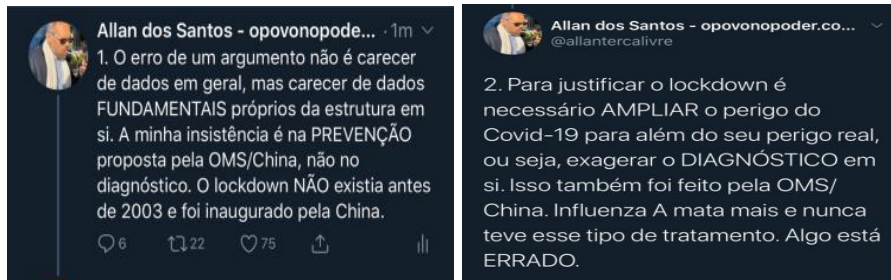 Allan dos Santos - opovonopode... · 1m
1. O erro de um argumento não é carecer
de dados em geral, mas carecer de dados
FUNDAMENTAIS próprios da estrutura em
si. A minha insistência é na PREVENÇÃO
proposta pela OMS/China, não no
diagnóstico. O lockdown NÃO existia antes
de 2003 e foi inaugurado pela China.
6 22 75
Allan dos Santos - opovonopoder.co...
@allantercalivre
2. Para justificar o lockdown é
necessário AMPLIAR o perigo do
Covid-19 para além do seu perigo real,
ou seja, exagerar o DIAGNÓSTICO em
si. Isso também foi feito pela OMS/
China. Influenza A mata mais e nunca
teve esse tipo de tratamento. Algo está
ERRADO.